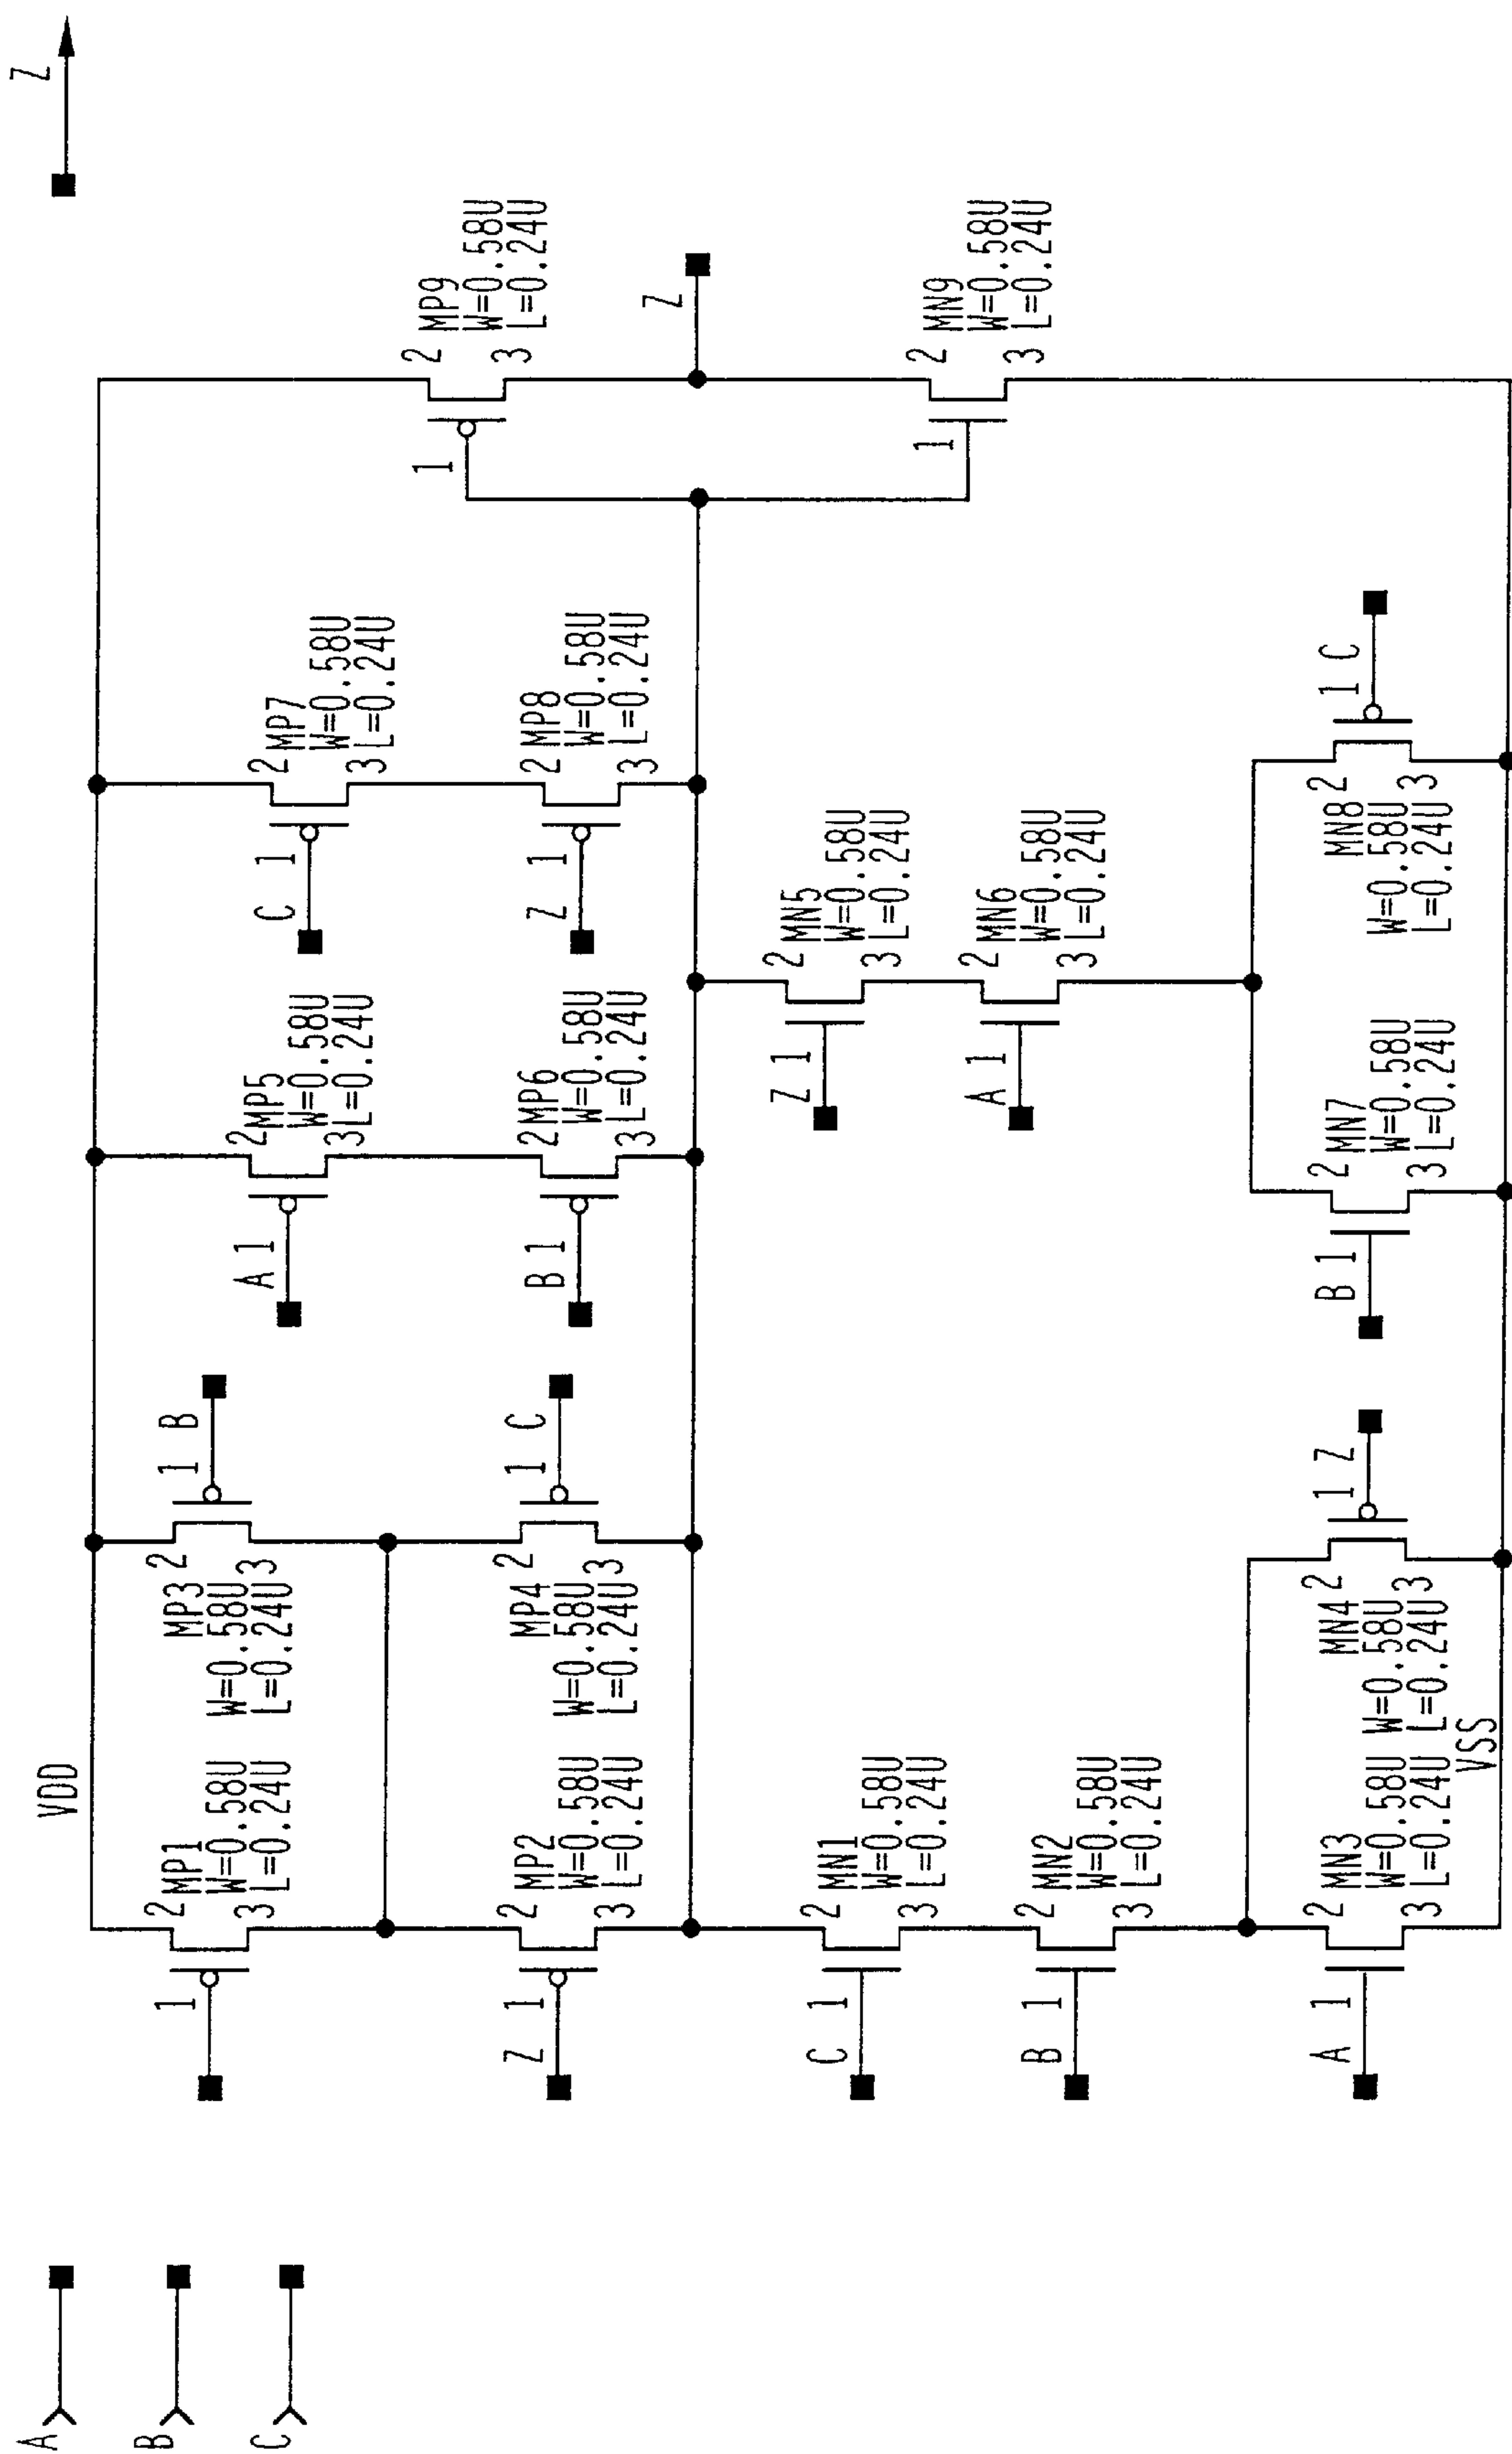 Z
VDD
2
MP1
W=0.58U
L=0.24U
3
1
2
MP3
W=0.58U
L=0.24U
3
1 B
2
MP5
W=0.58U
L=0.24U
3
A 1
2
MP7
W=0.58U
L=0.24U
3
C 1
2
MP9
W=0.58U
L=0.24U
3
1
2
MP2
W=0.58U
L=0.24U
3
Z 1
2
MP4
W=0.58U
L=0.24U
3
1 C
2
MP6
W=0.58U
L=0.24U
3
B 1
2
MP8
W=0.58U
L=0.24U
3
Z 1
Z
2
MN1
W=0.58U
L=0.24U
3
C 1
2
MN5
W=0.58U
L=0.24U
3
Z 1
2
MN9
W=0.58U
L=0.24U
3
1
2
MN2
W=0.58U
L=0.24U
3
B 1
2
MN6
W=0.58U
L=0.24U
3
A 1
2
MN3
W=0.58U
L=0.24U
3
A 1
2
MN4
W=0.58U
L=0.24U
3
1 Z
2
MN7
W=0.58U
L=0.24U
3
B 1
2
MN8
W=0.58U
L=0.24U
3
1 C
VSS
A
B
C